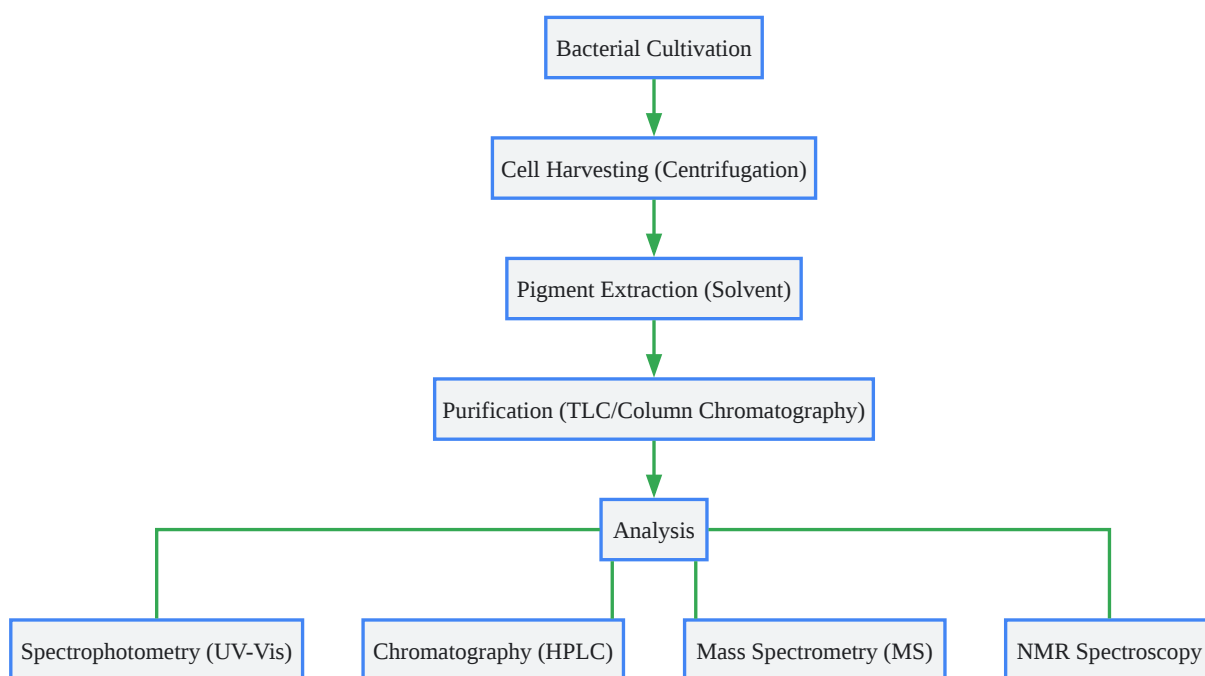 Bacterial Cultivation
Cell Harvesting (Centrifugation)
Pigment Extraction (Solvent)
Purification (TLC/Column Chromatography)
Analysis
Spectrophotometry (UV-Vis)
Chromatography (HPLC)
Mass Spectrometry (MS)
NMR Spectroscopy